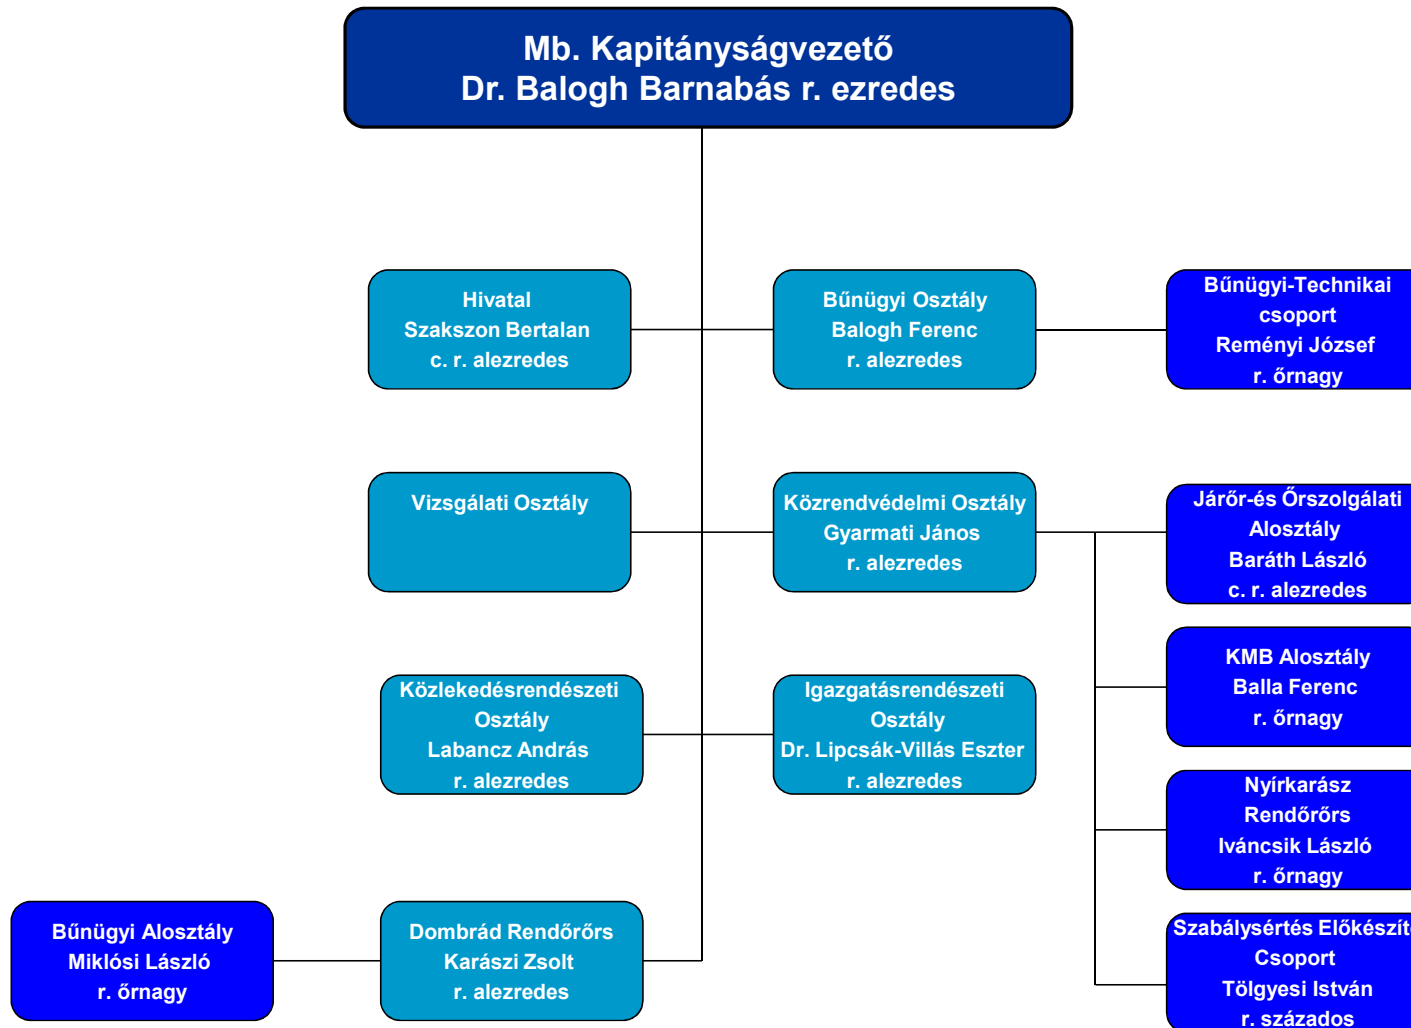 Mb. Kapitányságvezető
Dr. Balogh Barnabás r. ezredes
Hivatal
Szakszon Bertalan
c. r. alezredes
Bűnügyi Osztály
Balogh Ferenc
r. alezredes
Bűnügyi-Technikai
csoport
Reményi József
r. őrnagy
Vizsgálati Osztály
Közrendvédelmi Osztály
Gyarmati János
r. alezredes
Járőr-és Őrszolgálati
Alosztály
Baráth László
c. r. alezredes
KMB Alosztály
Balla Ferenc
r. őrnagy
Közlekedésrendészeti
Osztály
Labancz András
r. alezredes
Igazgatásrendészeti
Osztály
Dr. Lipcsák-Villás Eszter
r. alezredes
Nyírkarász
Rendőrőrs
Iváncsik László
r. őrnagy
Bűnügyi Alosztály
Miklósi László
r. őrnagy
Dombrád Rendőrőrs
Karászi Zsolt
r. alezredes
Szabálysértés Előkészít
Csoport
Tölgyesi István
r. százados